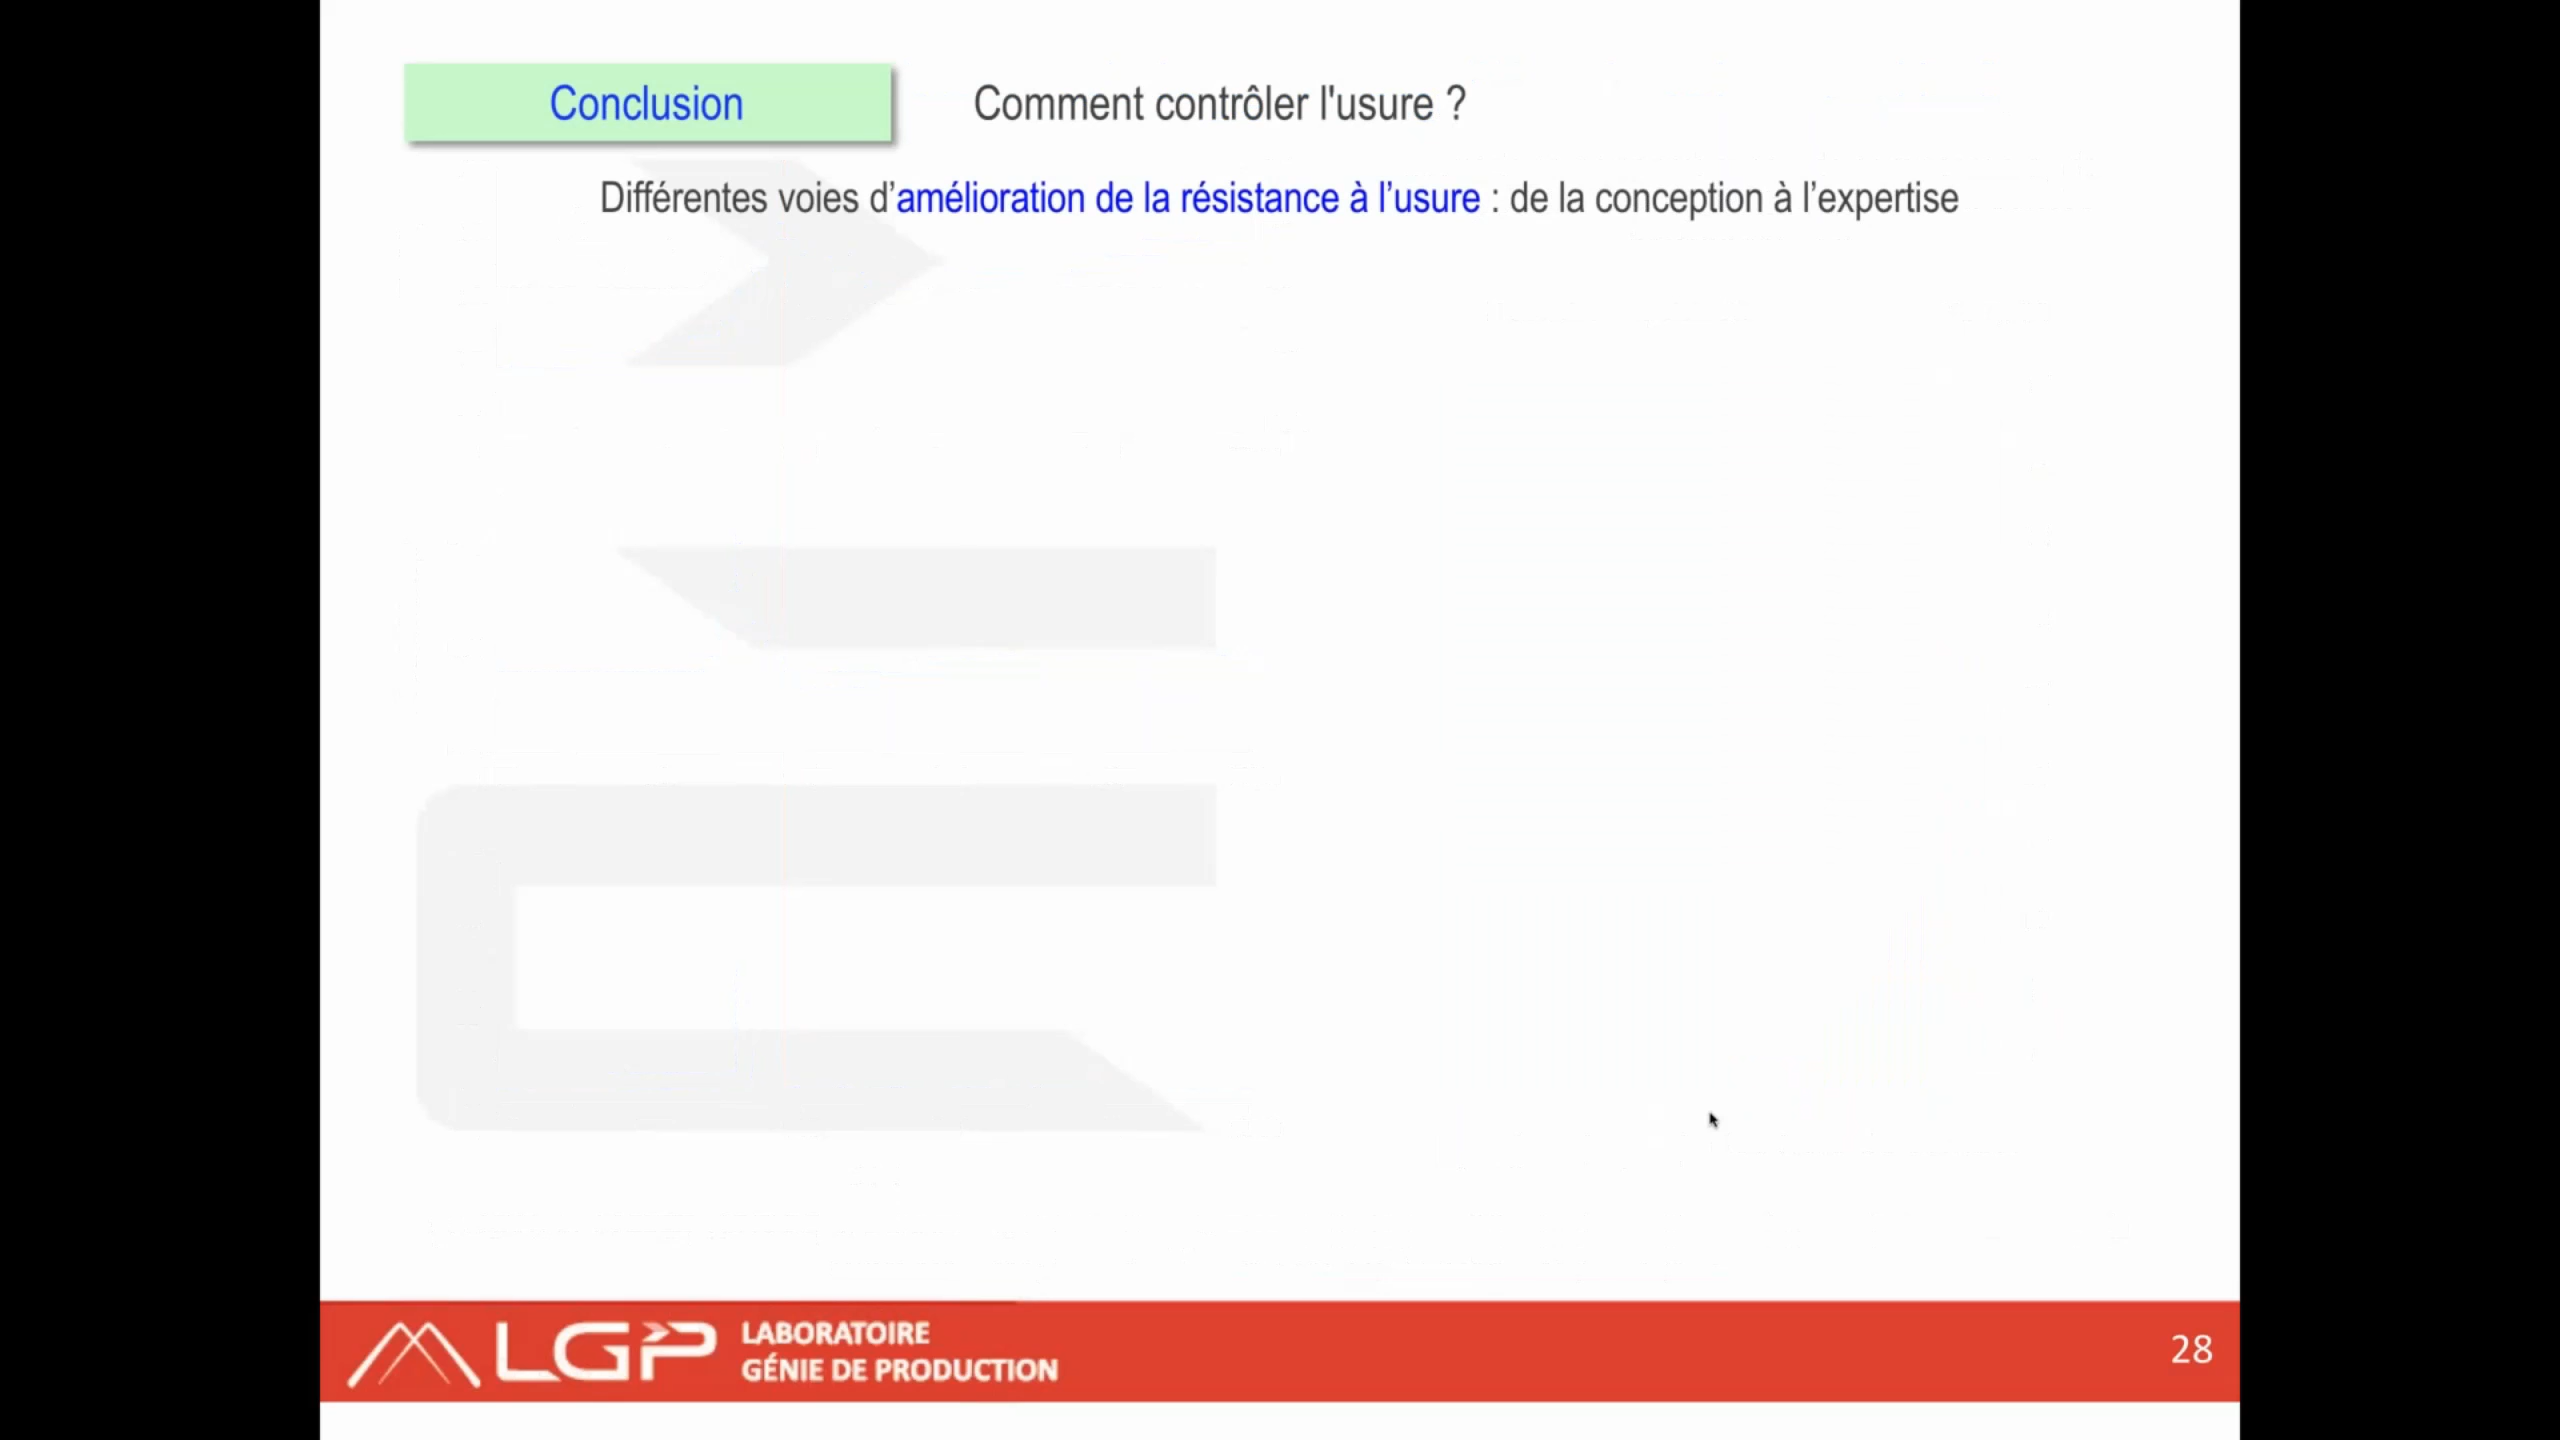 Conclusion
Comment contrôler l'usure ?
Différentes voies d’amélioration de la résistance à l’usure : de la conception à l’expertise
LGP
LABORATOIRE
GÉNIE DE PRODUCTION
28